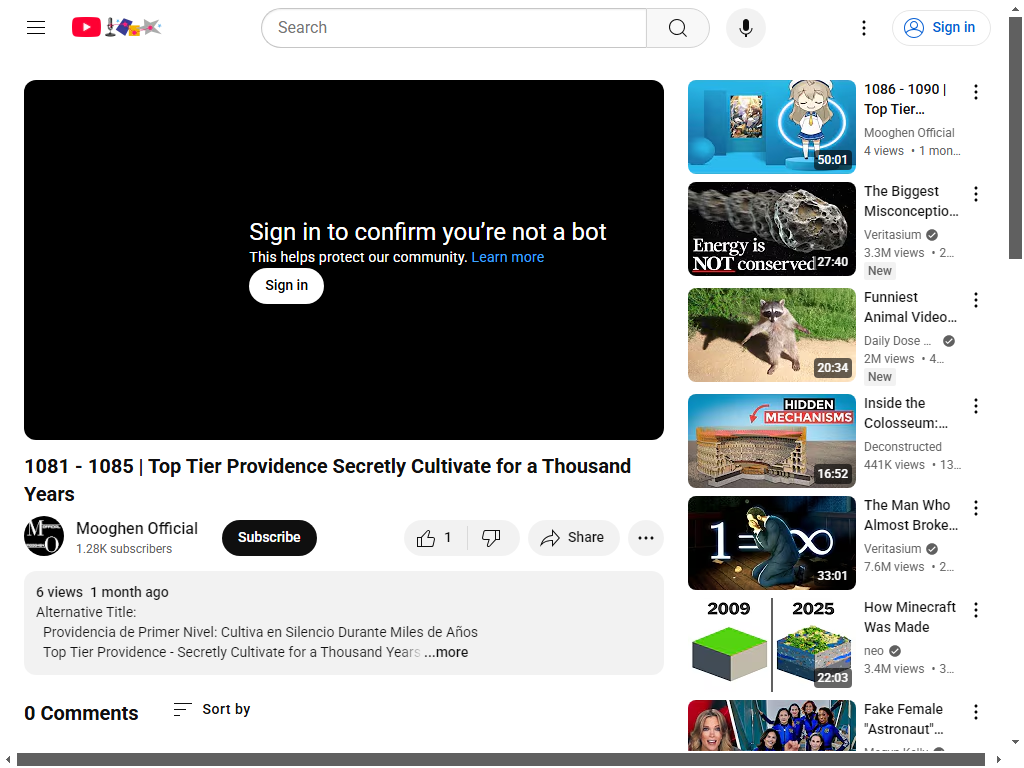 Search
Sign in
Sign in to confirm you’re not a bot
This helps protect our community. Learn more
Sign in
1081 - 1085 | Top Tier Providence Secretly Cultivate for a Thousand
Years
Mooghen Official
1.28K subscribers
Subscribe
1
Share
6 views 1 month ago
Alternative Title:
Providencia de Primer Nivel: Cultiva en Silencio Durante Miles de Años
Top Tier Providence - Secretly Cultivate for a Thousand Years ...more
0 Comments
Sort by
50:01
1086 - 1090 |
Top Tier…
Mooghen Official
4 views • 1 mon…
Energy is
NOT conserved
27:40
The Biggest
Misconceptio…
Veritasium
3.3M views • 2…
New
20:34
Funniest
Animal Video…
Daily Dose …
2M views • 4…
New
HIDDEN
MECHANISMS
16:52
Inside the
Colosseum:…
Deconstructed
441K views • 13…
1 = ∞
33:01
The Man Who
Almost Broke…
Veritasium
7.6M views • 2…
2009 2025
22:03
How Minecraft
Was Made
neo
3.4M views • 3…
Fake Female
"Astronaut"…